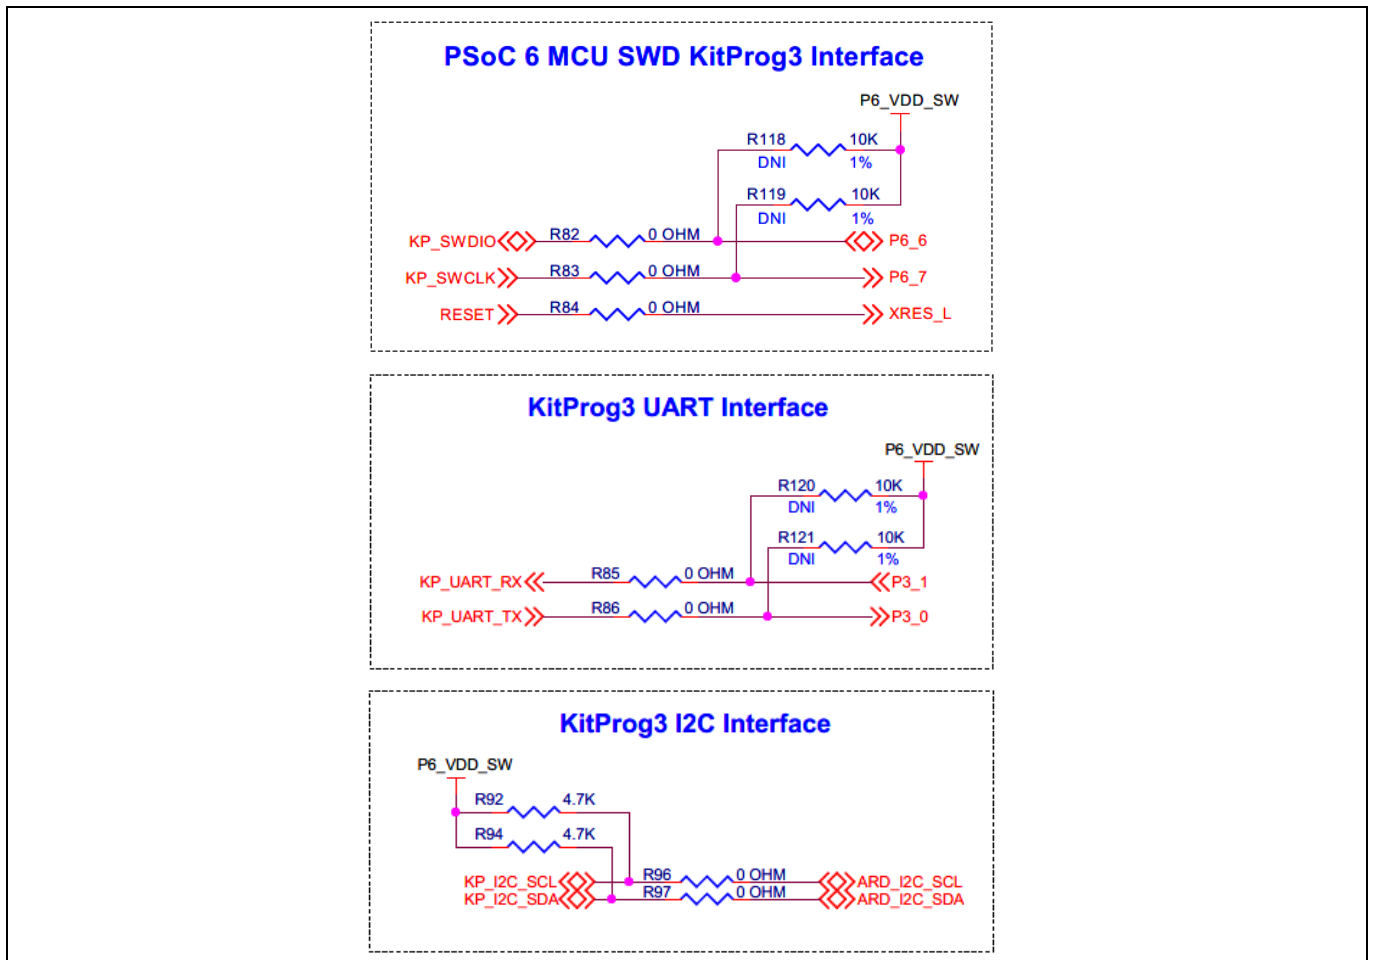 PSoC 6 MCU SWD KitProg3 Interface
P6_VDD_SW
R118 10K
DNI 1%
R119 10K
DNI 1%
KP_SWDIO R82 0 OHM P6_6
KP_SWCLK R83 0 OHM P6_7
RESET R84 0 OHM XRES_L
KitProg3 UART Interface
P6_VDD_SW
R120 10K
DNI 1%
R121 10K
DNI 1%
KP_UART_RX R85 0 OHM P3_1
KP_UART_TX R86 0 OHM P3_0
KitProg3 I2C Interface
P6_VDD_SW
R92 4.7K
R94 4.7K
KP_I2C_SCL R96 0 OHM ARD_I2C_SCL
KP_I2C_SDA R97 0 OHM ARD_I2C_SDA